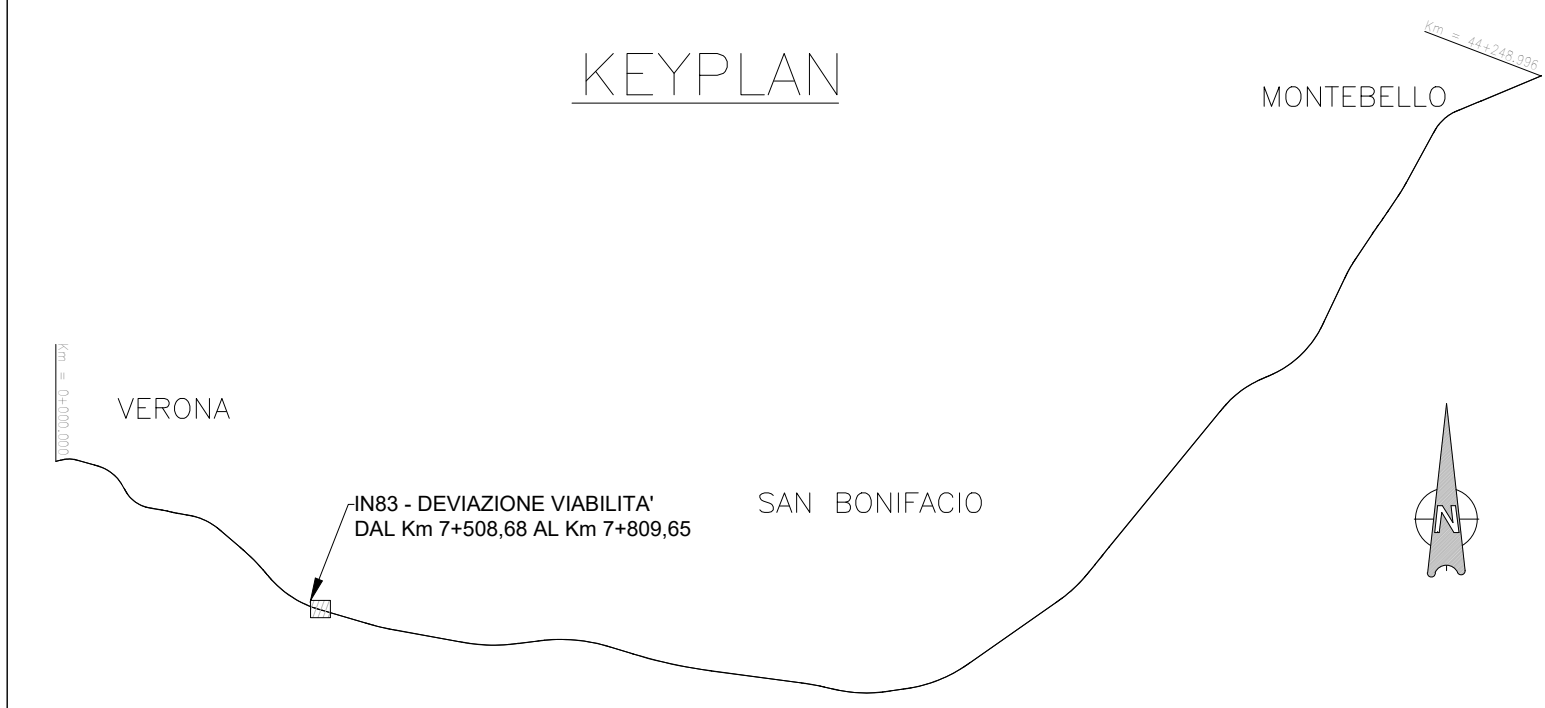 KEYPLAN
Km = 44+248.996
MONTEBELLO
Km = 0+000.000
VERONA
IN83 - DEVIAZIONE VIABILITA'
DAL Km 7+508,68 AL Km 7+809,65
SAN BONIFACIO
N